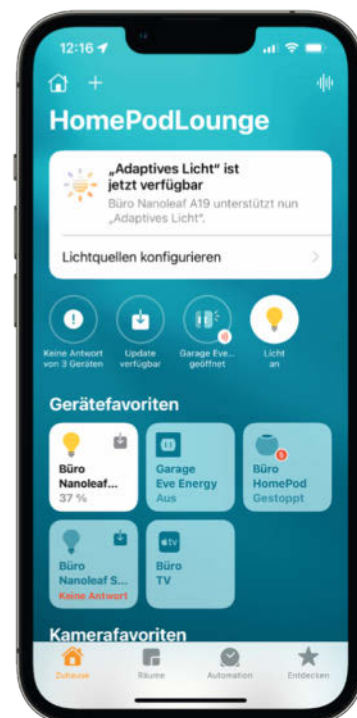 12:16
HomePodLounge
„Adaptives Licht“ ist
jetzt verfügbar
Büro Nanoleaf A19 unterstützt nun
„Adaptives Licht“.
Lichtquellen konfigurieren
Keine Antwort
von 3 Geräten
Update
verfügbar
Garage Eve...
geöffnet
Licht
an
Gerätefavoriten
Büro
Nanoleaf...
37 %
Garage
Eve Energy
Aus
Büro
HomePod
Gestoppt
Büro
Nanoleaf S...
Keine Antwort
tv
Büro
TV
Kamerafavoriten
Zuhause
Räume
Automation
Entdecken